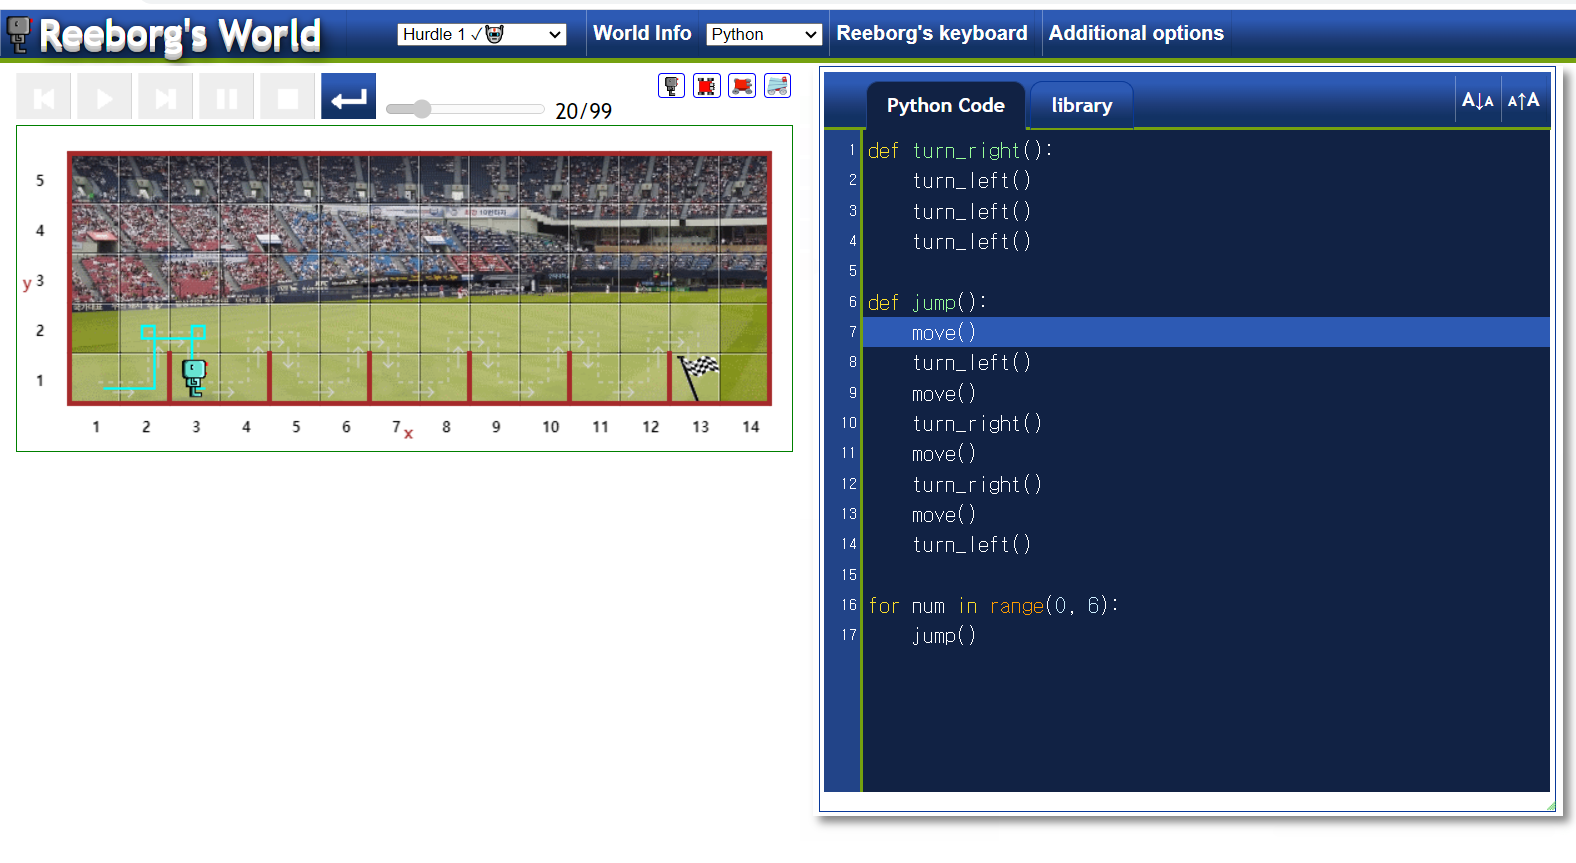 Reeborg's World
Hurdle 1 ✓
World Info
Python
Reeborg's keyboard
Additional options
20/99
5
4
y 3
2
1
1 2 3 4 5 6 7 x 8 9 10 11 12 13 14
Python Code
library
A↓A
A↑A
1 def turn_right():
2 turn_left()
3 turn_left()
4 turn_left()
5
6 def jump():
7 move()
8 turn_left()
9 move()
10 turn_right()
11 move()
12 turn_right()
13 move()
14 turn_left()
15
16 for num in range(0, 6):
17 jump()